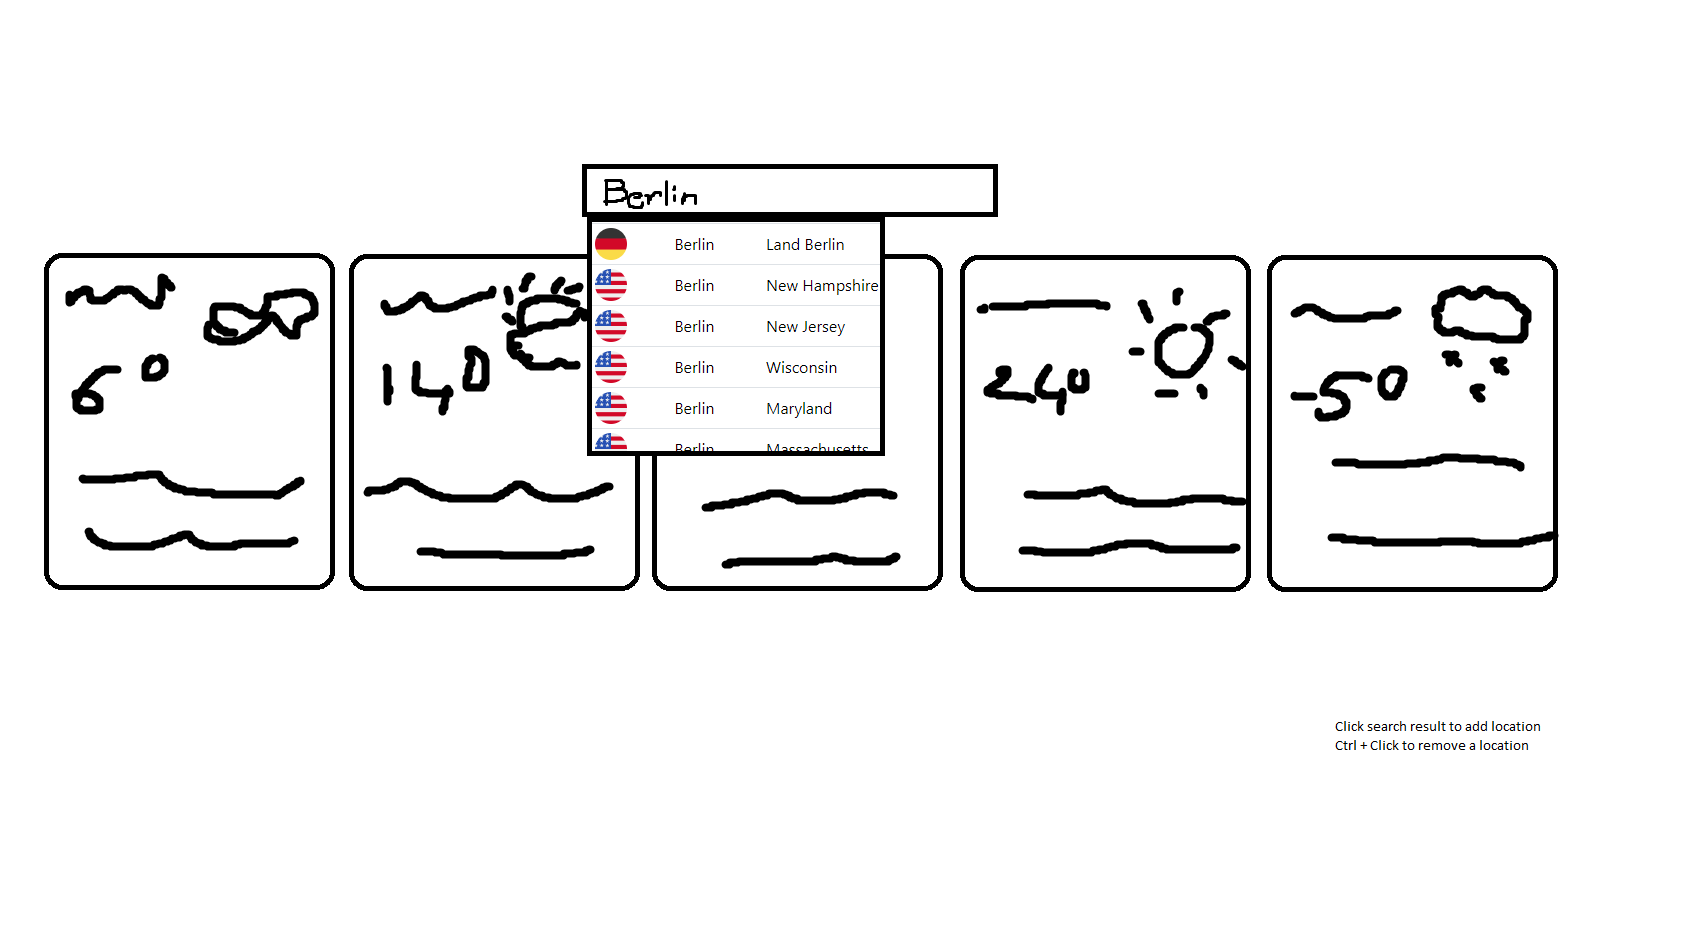 Berlin
Berlin Land Berlin
Berlin New Hampshire
Berlin New Jersey
Berlin Wisconsin
Berlin Maryland
Berlin Massachusetts
6° 14° 24° -5°
Click search result to add location
Ctrl + Click to remove a location